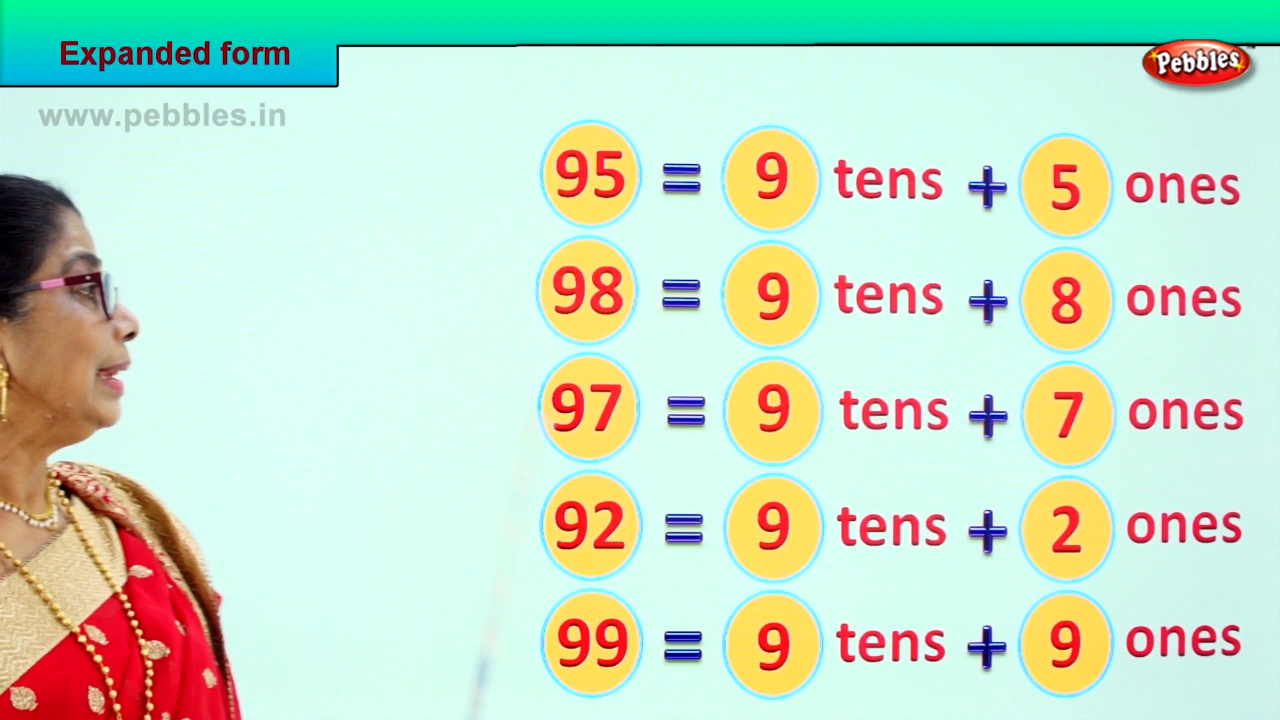 Expanded form
Pebbles
www.pebbles.in
95 = 9 tens + 5 ones
98 = 9 tens + 8 ones
97 = 9 tens + 7 ones
92 = 9 tens + 2 ones
99 = 9 tens + 9 ones